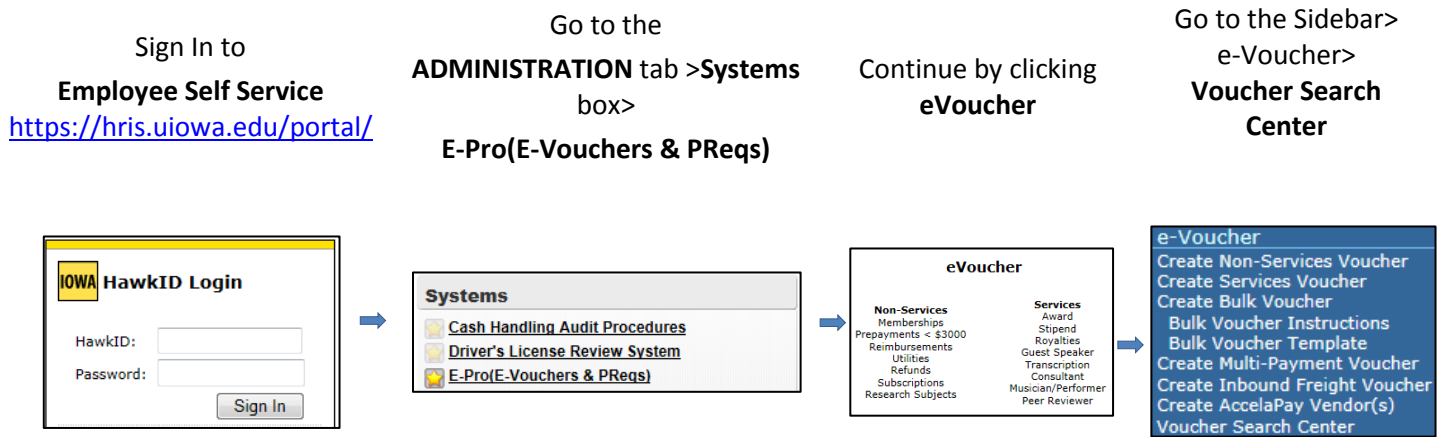 Sign In to
Employee Self Service
https://hris.uiowa.edu/portal/
Go to the
ADMINISTRATION tab >Systems
box>
E-Pro(E-Vouchers & PReqs)
Continue by clicking
eVoucher
Go to the Sidebar>
e-Voucher>
Voucher Search
Center
IOWA HawkID Login
HawkID:
Password:
Sign In
Systems
Cash Handling Audit Procedures
Driver's License Review System
E-Pro(E-Vouchers & PReqs)
eVoucher
Non-Services
Memberships
Prepayments < $3000
Reimbursements
Utilities
Refunds
Subscriptions
Research Subjects
Services
Award
Stipend
Royalties
Guest Speaker
Transcription
Consultant
Musician/Performer
Peer Reviewer
e-Voucher
Create Non-Services Voucher
Create Services Voucher
Create Bulk Voucher
Bulk Voucher Instructions
Bulk Voucher Template
Create Multi-Payment Voucher
Create Inbound Freight Voucher
Create AccelaPay Vendor(s)
Voucher Search Center